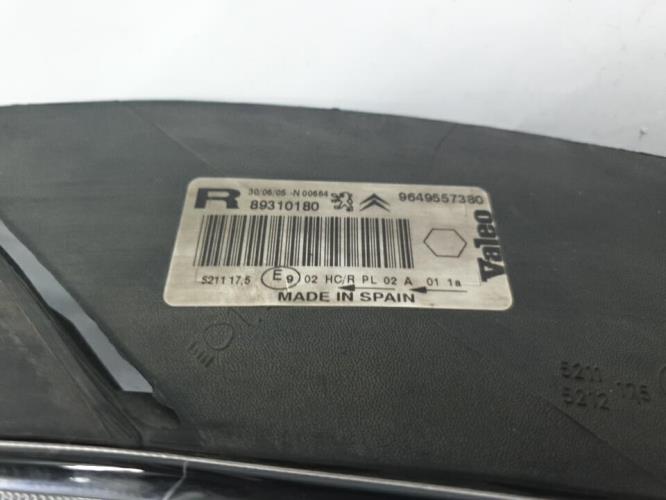 R 30/06/05 -N 00664 9649557380
89310180
Valeo
5211 17,5 E 9 02 HC/R PL 02 A 01 1a
MADE IN SPAIN
5211 17,5
5212